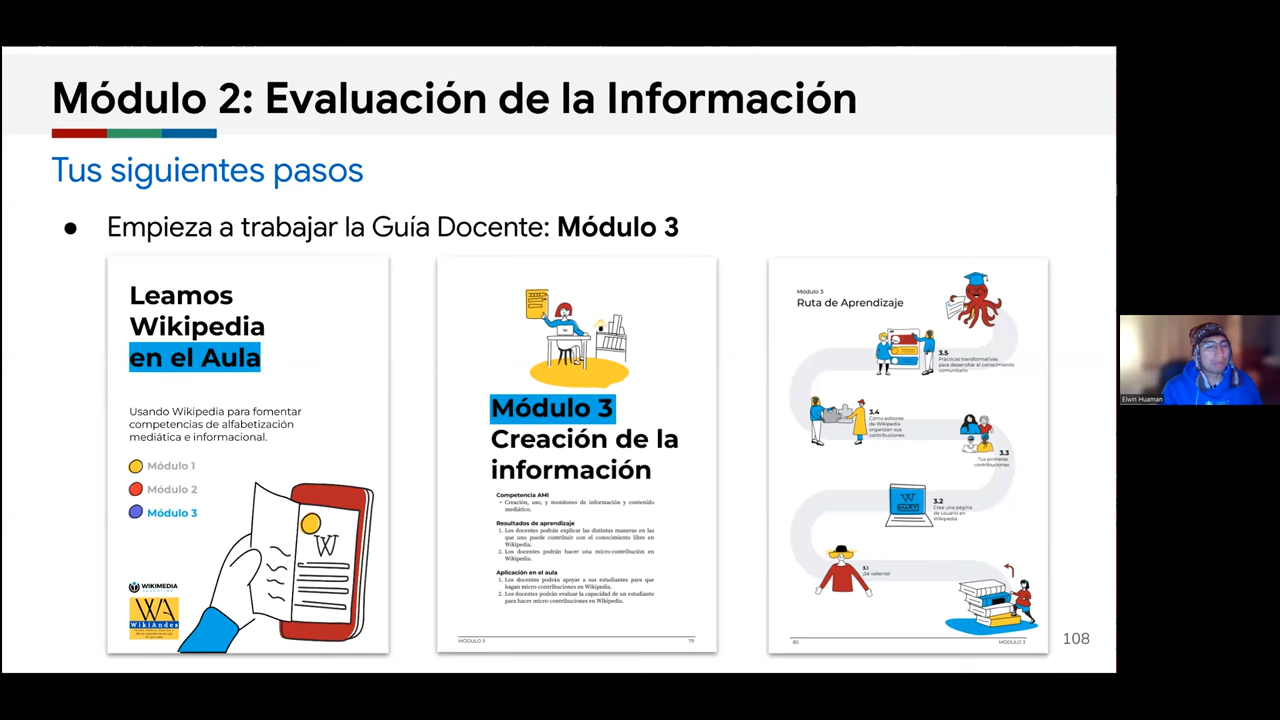 Módulo 2: Evaluación de la Información
Tus siguientes pasos
● Empieza a trabajar la Guía Docente: Módulo 3
Leamos
Wikipedia
en el Aula
Usando Wikipedia para fomentar
competencias de alfabetización
mediática e informacional.
Módulo 1
Módulo 2
Módulo 3
W
WIKIMEDIA
WA
WikiAndes
Módulo 3
Creación de la
información
Competencia AMI
• Creación, uso, y monitoreo de información y contenido
mediático.
Resultados de aprendizaje
1. Los docentes podrán explicar las distintas maneras en las
que uno puede contribuir con el conocimiento libre en
Wikipedia.
2. Los docentes podrán hacer una micro-contribución en
Wikipedia.
Aplicación en el aula
1. Los docentes podrán apoyar a sus estudiantes para que
hagan micro-contribuciones en Wikipedia.
2. Los docentes podrán evaluar la capacidad de un estudiante
para hacer micro-contribuciones en Wikipedia.
MÓDULO 3
79
Módulo 3
Ruta de Aprendizaje
3.5
Prácticas transformativas
para desarrollar el conocimiento
comunitario
3.4
Cómo editores
de Wikipedia
organizan sus
contribuciones
3.3
Tus primeras
contribuciones
W
3.2
Crea una página
de usuario en
Wikipedia
3.1
¡Sé valiente!
80
MÓDULO 3
108
Elwin Huaman